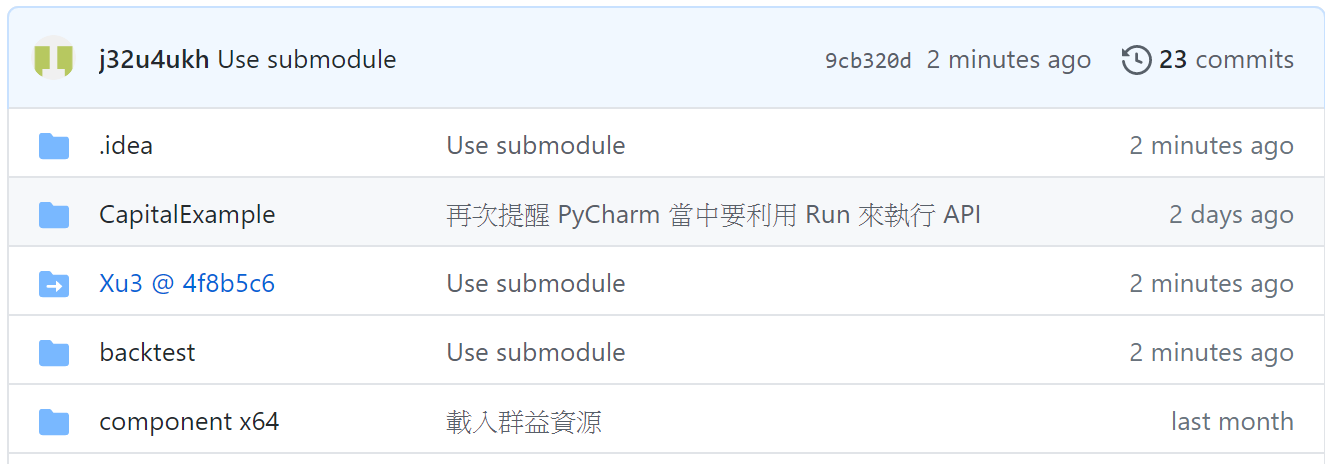 j32u4ukh Use submodule 9cb320d 2 minutes ago 23 commits
.idea Use submodule 2 minutes ago
CapitalExample 再次提醒 PyCharm 當中要利用 Run 來執行 API 2 days ago
Xu3 @ 4f8b5c6 Use submodule 2 minutes ago
backtest Use submodule 2 minutes ago
component x64 載入群益資源 last month